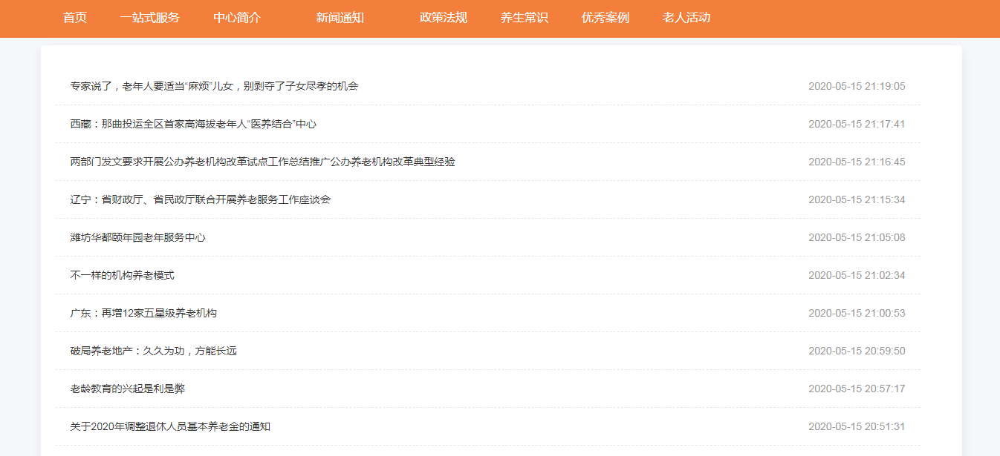 首页 一站式服务 中心简介 新闻通知 政策法规 养生常识 优秀案例 老人活动
专家说了，老年人要适当“麻烦”儿女，别剥夺了子女尽孝的机会 2020-05-15 21:19:05
西藏：那曲投运全区首家高海拔老年人“医养结合”中心 2020-05-15 21:17:41
两部门发文要求开展公办养老机构改革试点工作总结推广公办养老机构改革典型经验 2020-05-15 21:16:45
辽宁：省财政厅、省民政厅联合开展养老服务工作座谈会 2020-05-15 21:15:34
潍坊华都颐年园老年服务中心 2020-05-15 21:05:08
不一样的机构养老模式 2020-05-15 21:02:34
广东：再增12家五星级养老机构 2020-05-15 21:00:53
破局养老地产：久久为功，方能长远 2020-05-15 20:59:50
老龄教育的兴起是利是弊 2020-05-15 20:57:17
关于2020年调整退休人员基本养老金的通知 2020-05-15 20:51:31